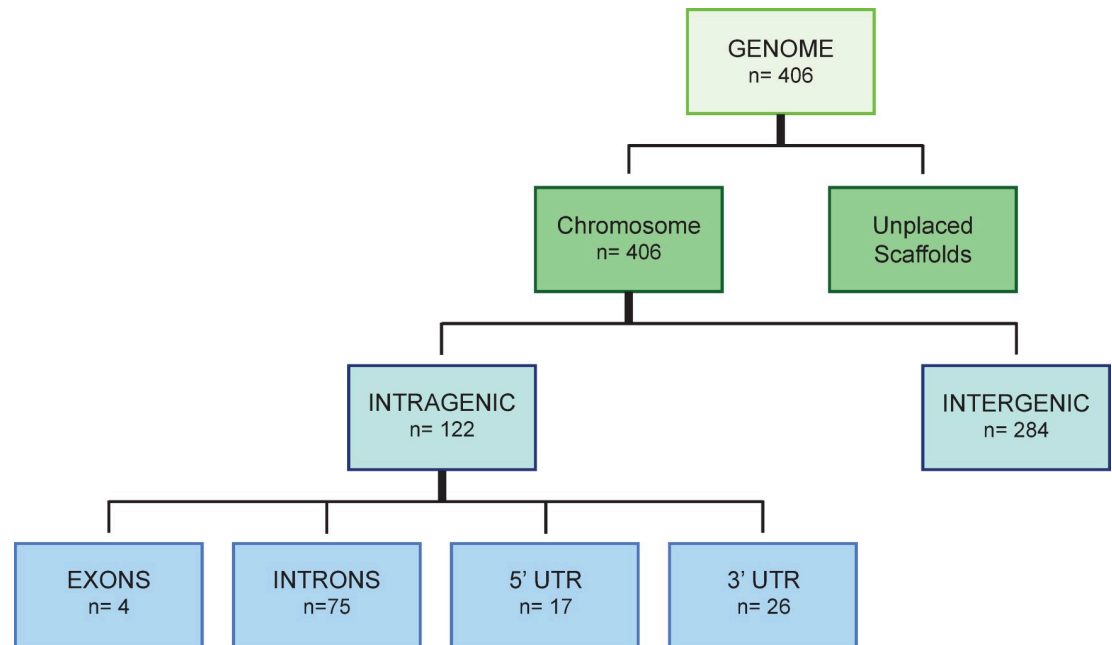 GENOME
n= 406
Chromosome
n= 406
Unplaced
Scaffolds
INTRAGENIC
n= 122
INTERGENIC
n= 284
EXONS
n= 4
INTRONS
n=75
5’ UTR
n= 17
3’ UTR
n= 26